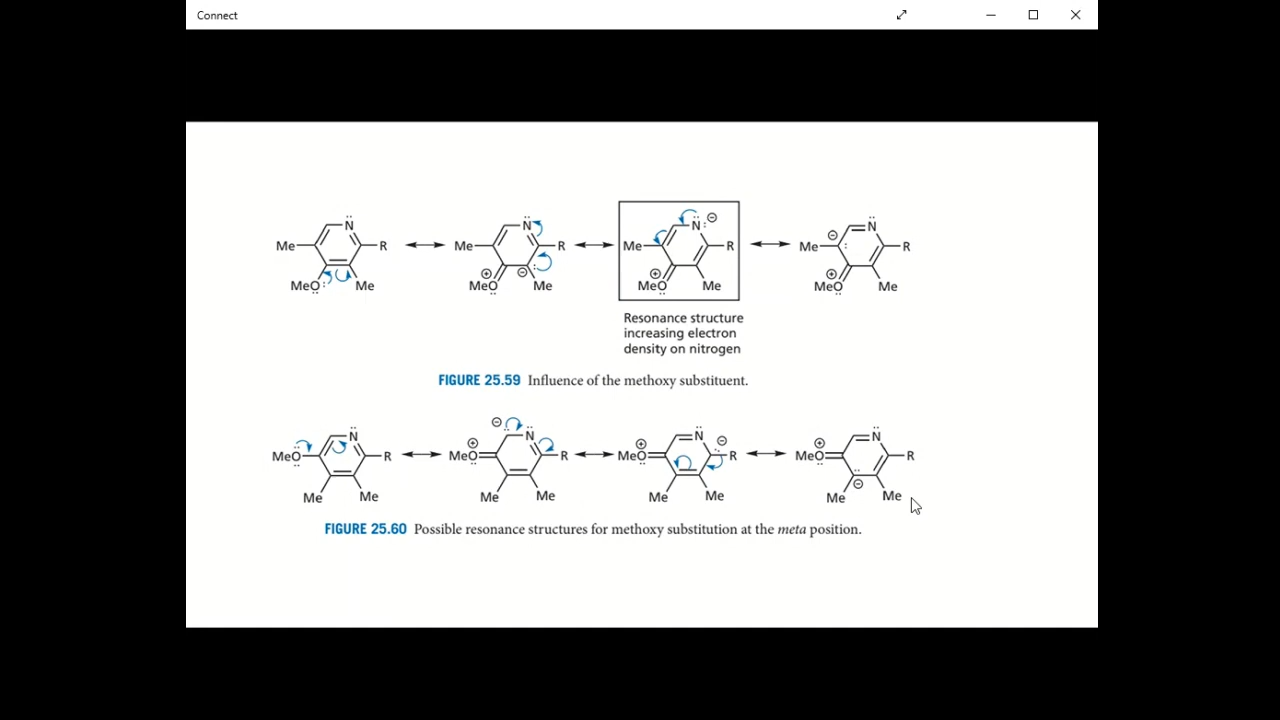 Connect
N
Me
R
MeO
Me
N
Me
R
MeO
Me
N
Me
R
MeO
Me
N
Me
R
MeO
Me
Resonance structure
increasing electron
density on nitrogen
FIGURE 25.59 Influence of the methoxy substituent.
N
MeO
R
Me
Me
N
MeO
R
Me
Me
N
MeO
R
Me
Me
N
MeO
R
Me
Me
FIGURE 25.60 Possible resonance structures for methoxy substitution at the meta position.